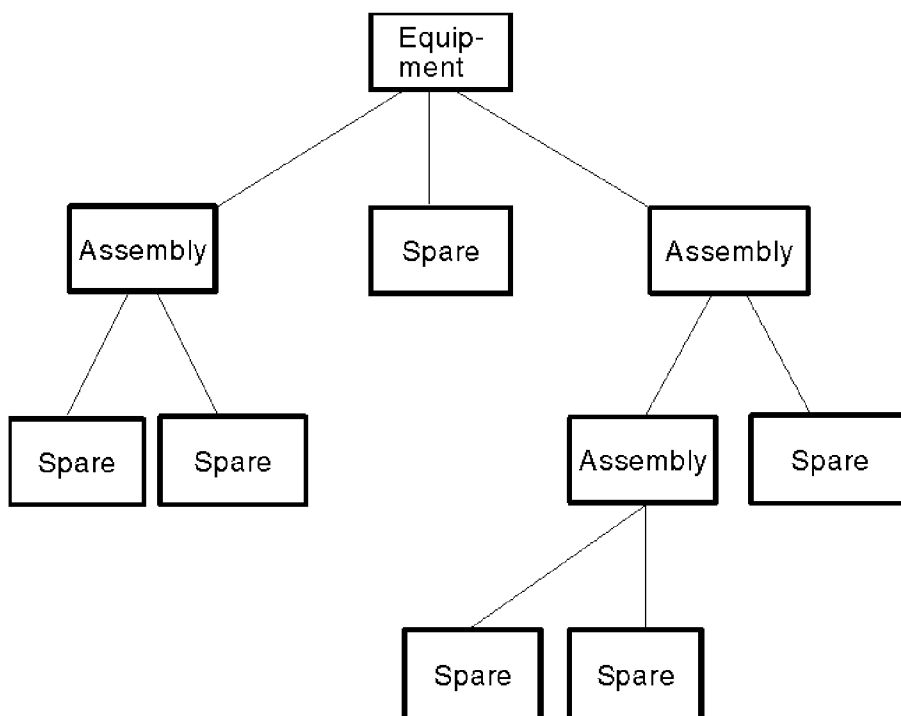 Equip-
ment
Assembly
Spare
Assembly
Spare
Spare
Assembly
Spare
Spare
Spare